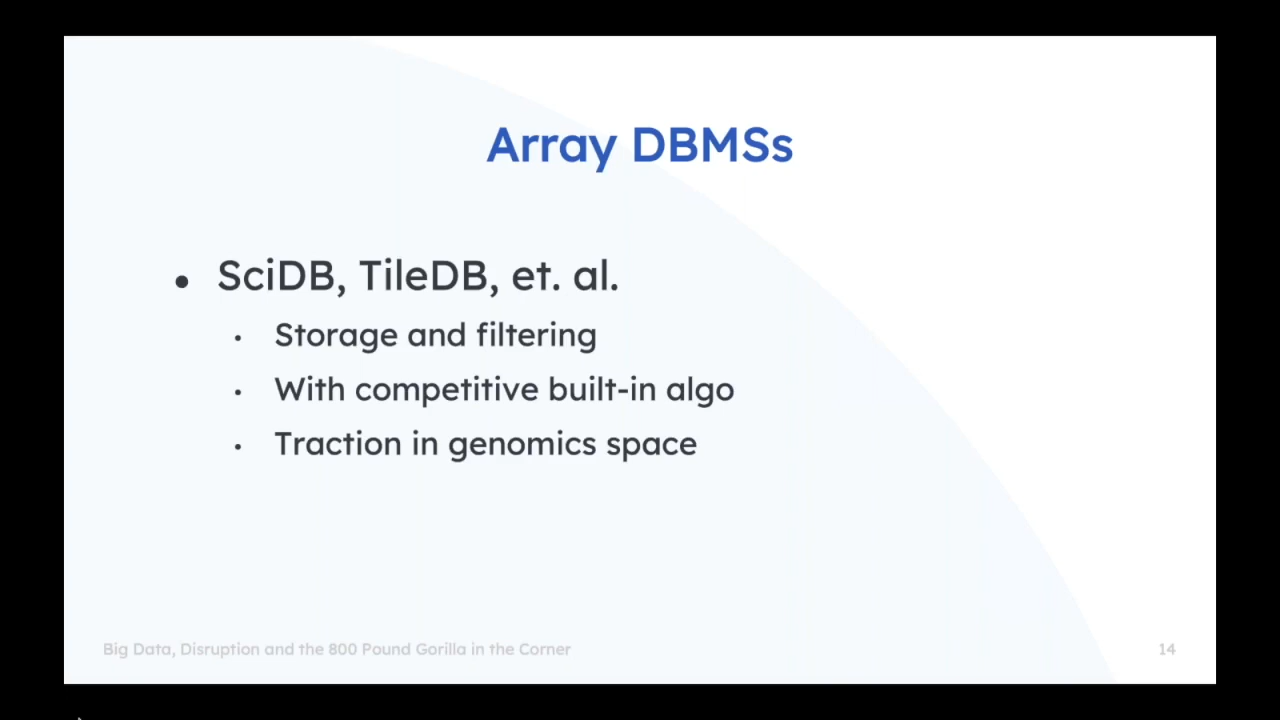 Array DBMSs
• SciDB, TileDB, et. al.
• Storage and filtering
• With competitive built-in algo
• Traction in genomics space
Big Data, Disruption and the 800 Pound Gorilla in the Corner
14